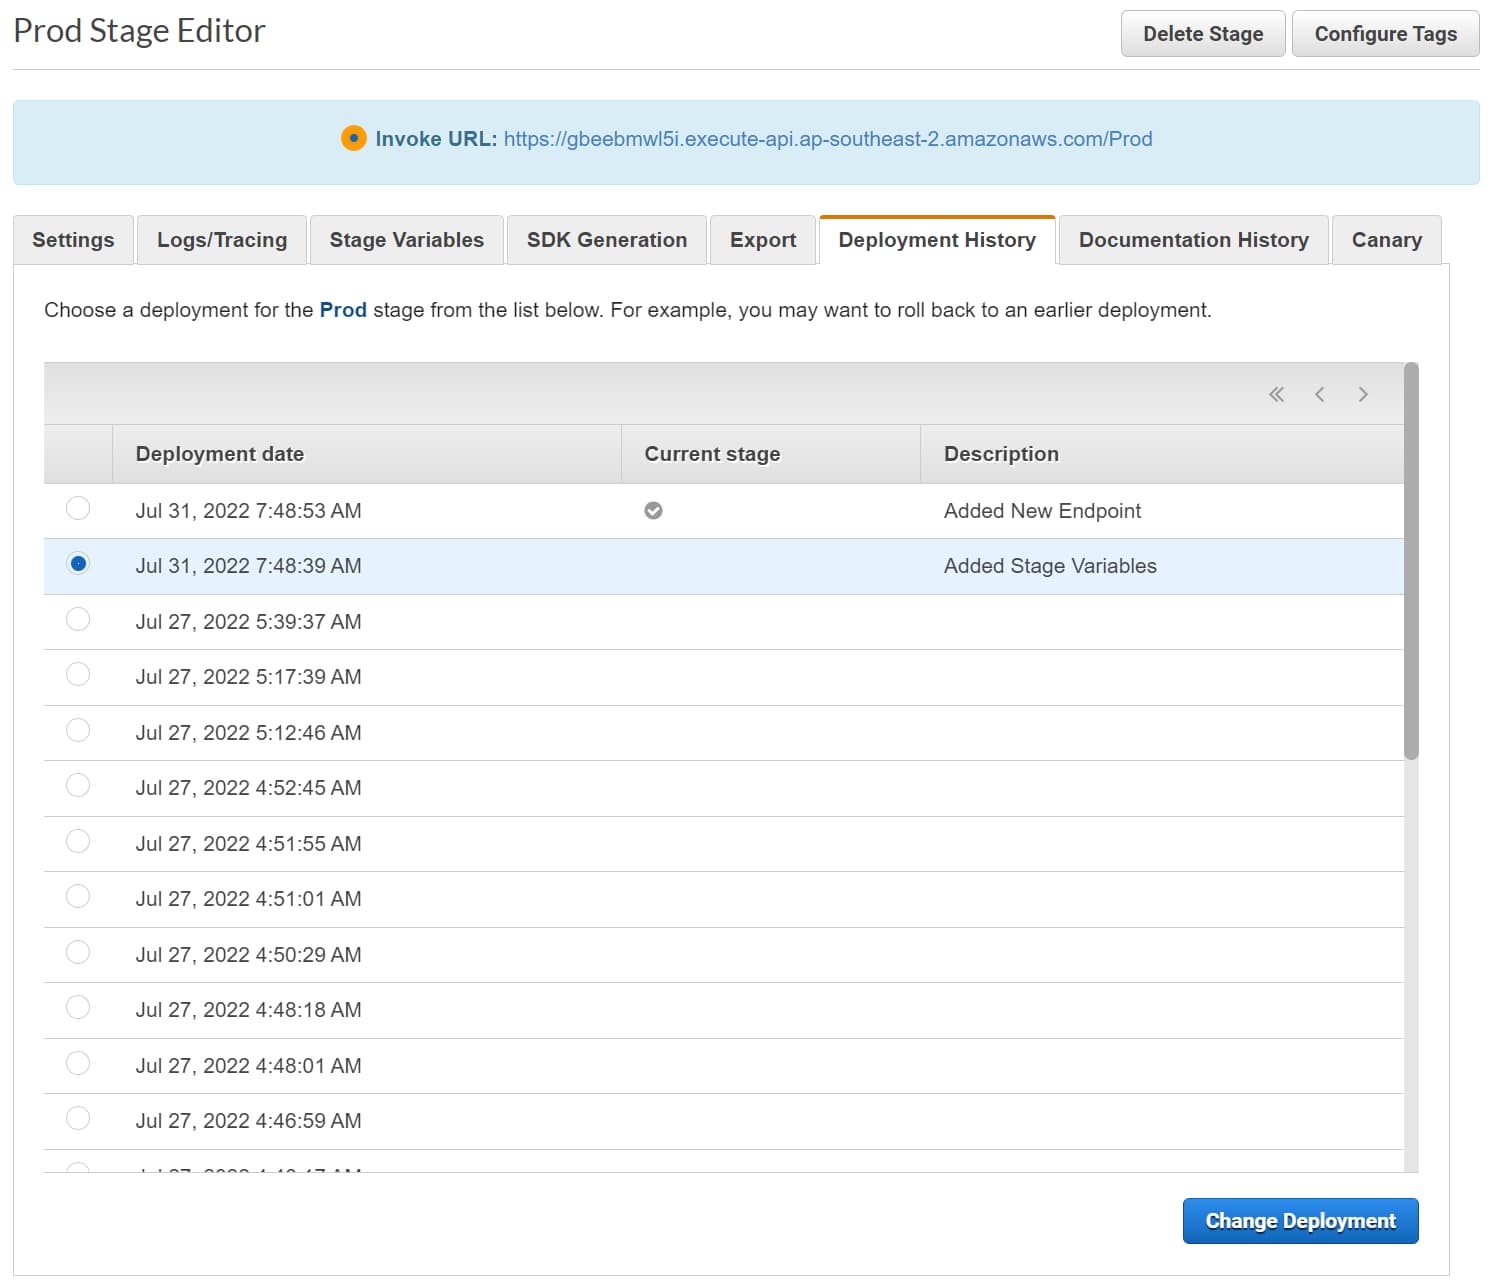 Prod Stage Editor
Delete Stage
Configure Tags
Invoke URL: https://gbeebmwl5i.execute-api.ap-southeast-2.amazonaws.com/Prod
Settings
Logs/Tracing
Stage Variables
SDK Generation
Export
Deployment History
Documentation History
Canary
Choose a deployment for the Prod stage from the list below. For example, you may want to roll back to an earlier deployment.
Deployment date Current stage Description
Jul 31, 2022 7:48:53 AM Added New Endpoint
Jul 31, 2022 7:48:39 AM Added Stage Variables
Jul 27, 2022 5:39:37 AM
Jul 27, 2022 5:17:39 AM
Jul 27, 2022 5:12:46 AM
Jul 27, 2022 4:52:45 AM
Jul 27, 2022 4:51:55 AM
Jul 27, 2022 4:51:01 AM
Jul 27, 2022 4:50:29 AM
Jul 27, 2022 4:48:18 AM
Jul 27, 2022 4:48:01 AM
Jul 27, 2022 4:46:59 AM
Change Deployment